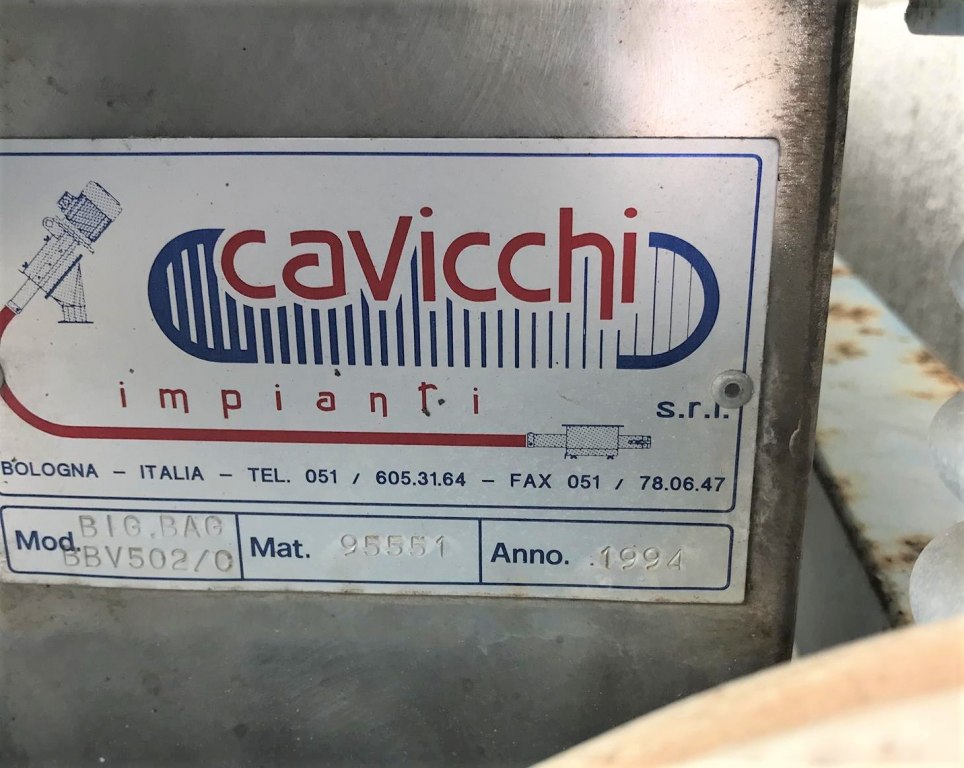 cavicchi
impianti
s.r.l.
BOLOGNA – ITALIA – TEL. 051 / 605.31.64 – FAX 051 / 78.06.47
Mod. BIG.BAG
BBV502/C
Mat. 95551
Anno. .1994